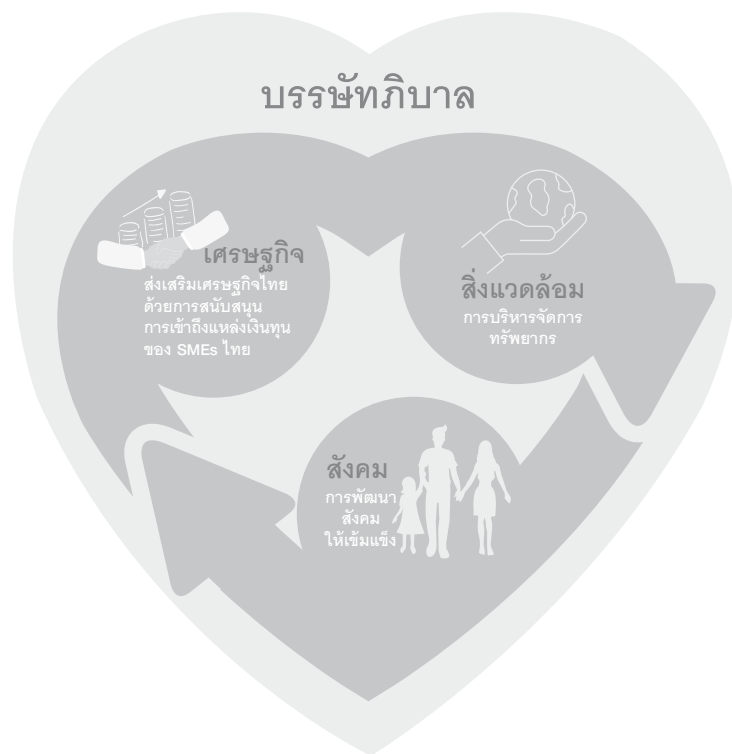 บรรษัทภิบาล
เศรษฐกิจ
ส่งเสริมเศรษฐกิจไทย
ด้วยการสนับสนุน
การเข้าถึงแหล่งเงินทุน
ของ SMEs ไทย
สิ่งแวดล้อม
การบริหารจัดการ
ทรัพยากร
สังคม
การพัฒนา
สังคม
ให้เข้มแข็ง